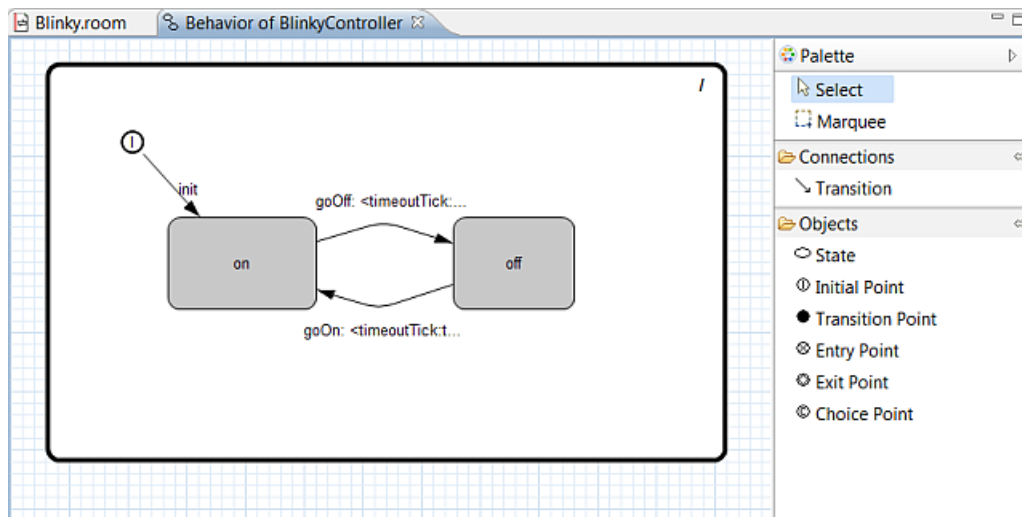 Blinky.room
Behavior of BlinkyController
Palette
Select
Marquee
Connections
Transition
Objects
State
Initial Point
Transition Point
Entry Point
Exit Point
Choice Point
/
I
init
goOff: <timeoutTick:...
on
off
goOn: <timeoutTick:t...